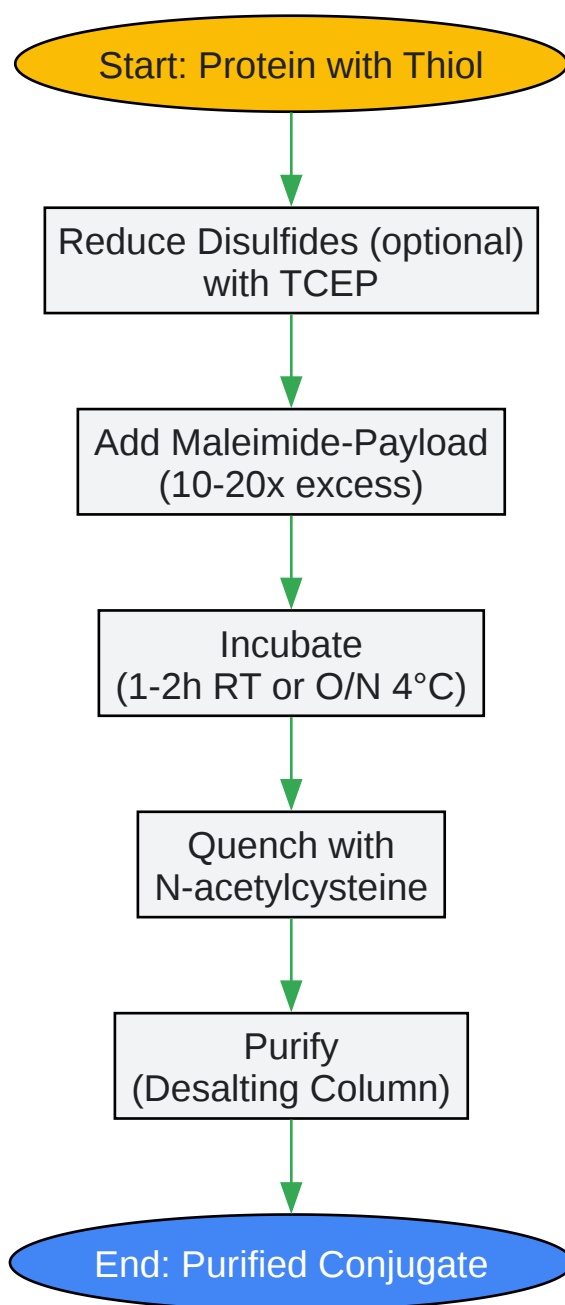 Start: Protein with Thiol
Reduce Disulfides (optional)
with TCEP
Add Maleimide-Payload
(10-20x excess)
Incubate
(1-2h RT or O/N 4°C)
Quench with
N-acetylcysteine
Purify
(Desalting Column)
End: Purified Conjugate